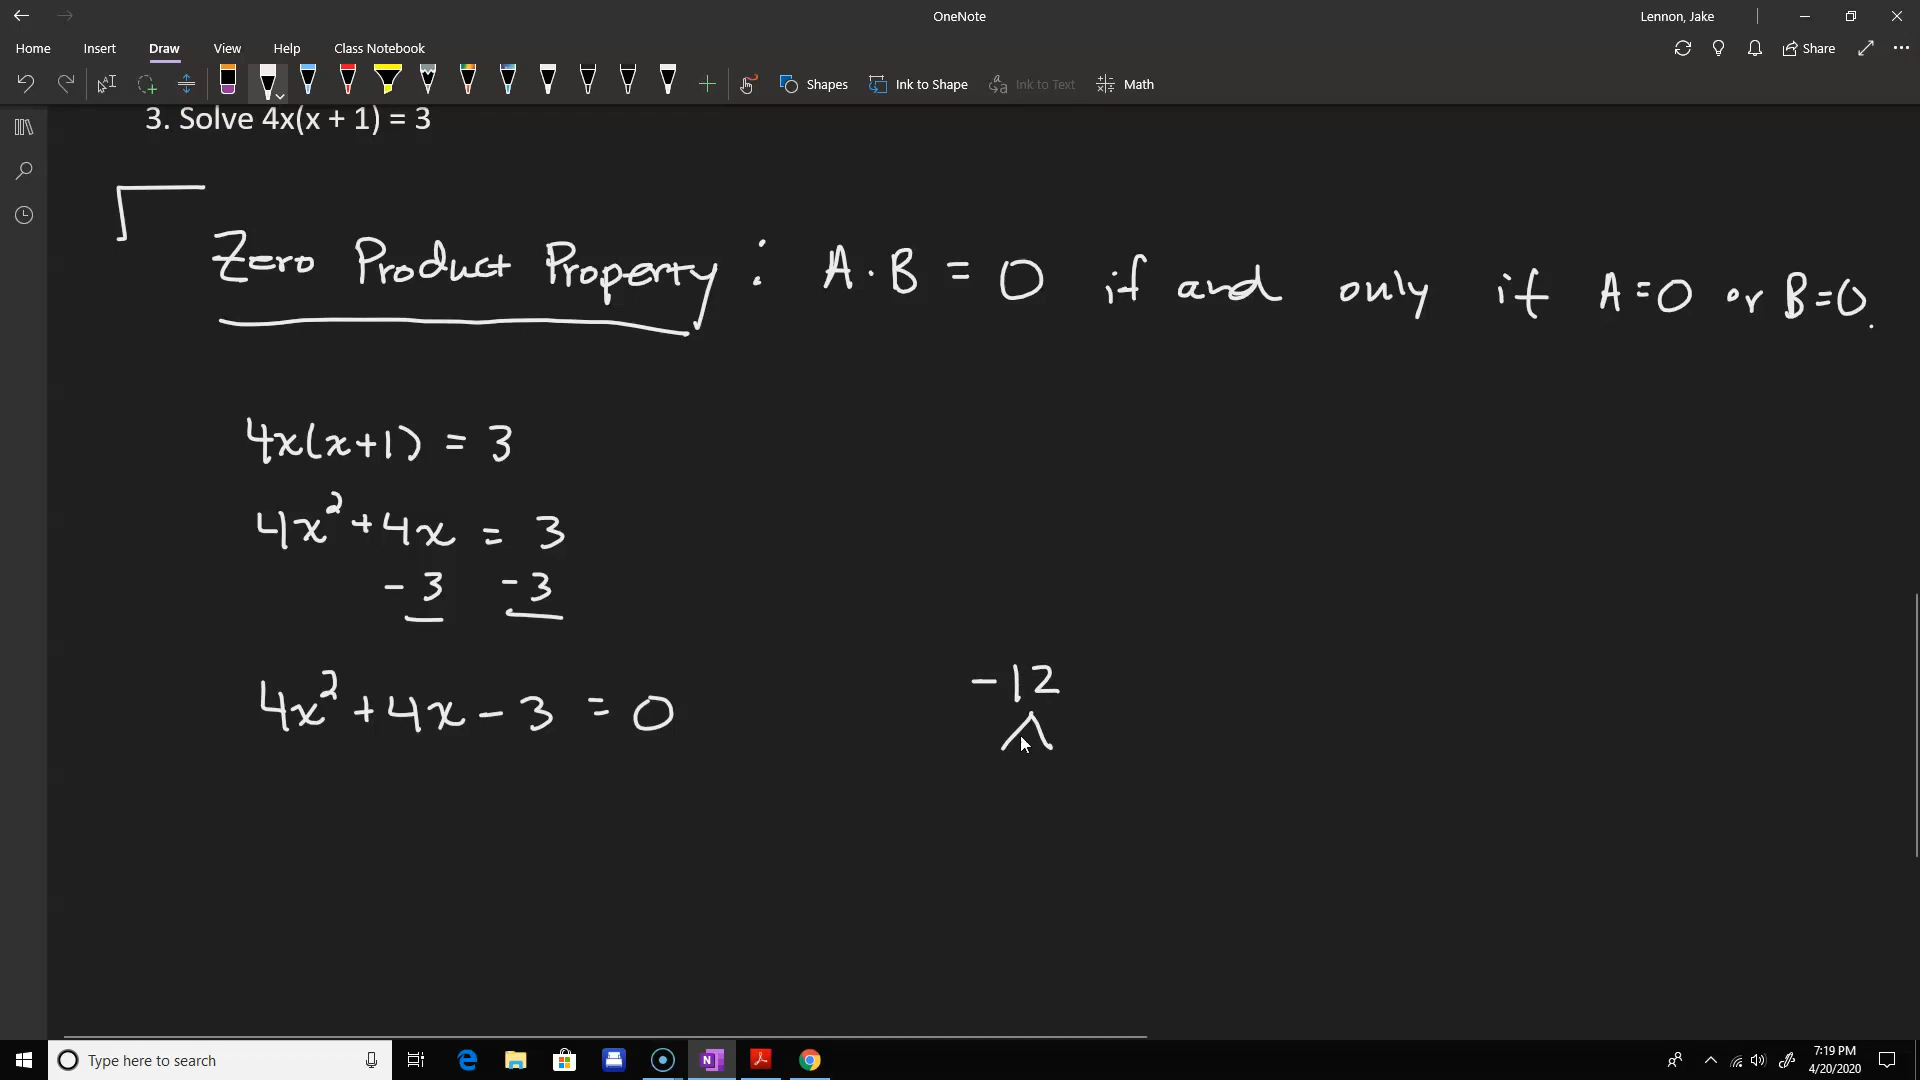 OneNote
Lennon, Jake
Home Insert Draw View Help Class Notebook
Share
Shapes Ink to Shape Ink to Text Math
3. Solve 4x(x + 1) = 3
Zero Product Property : A · B = 0 if and only if A = 0 or B = 0.
4x(x+1) = 3
4x² + 4x = 3
- 3 - 3
4x² + 4x - 3 = 0
-12
Type here to search
7:19 PM
4/20/2020